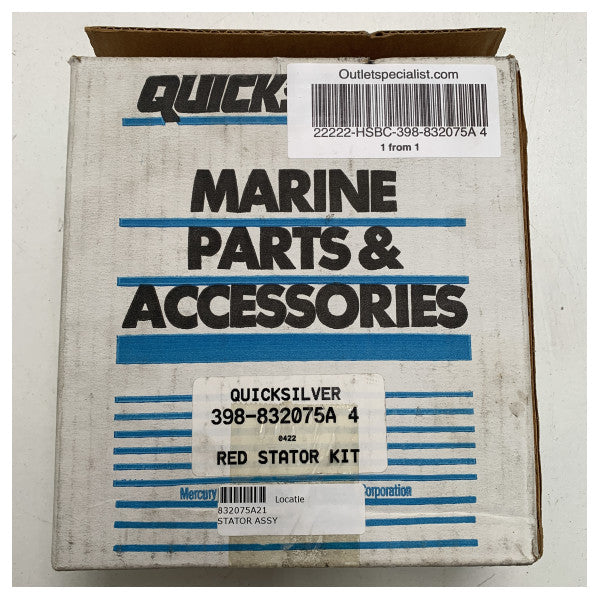 Outletspecialist.com
22222-HSBC-398-832075A 4
1 from 1
QUICKS
MARINE
PARTS &
ACCESSORIES
QUICKSILVER
398-832075A 4
0422
RED STATOR KIT
Mercury
Corporation
Locatie
832075A21
STATOR ASSY